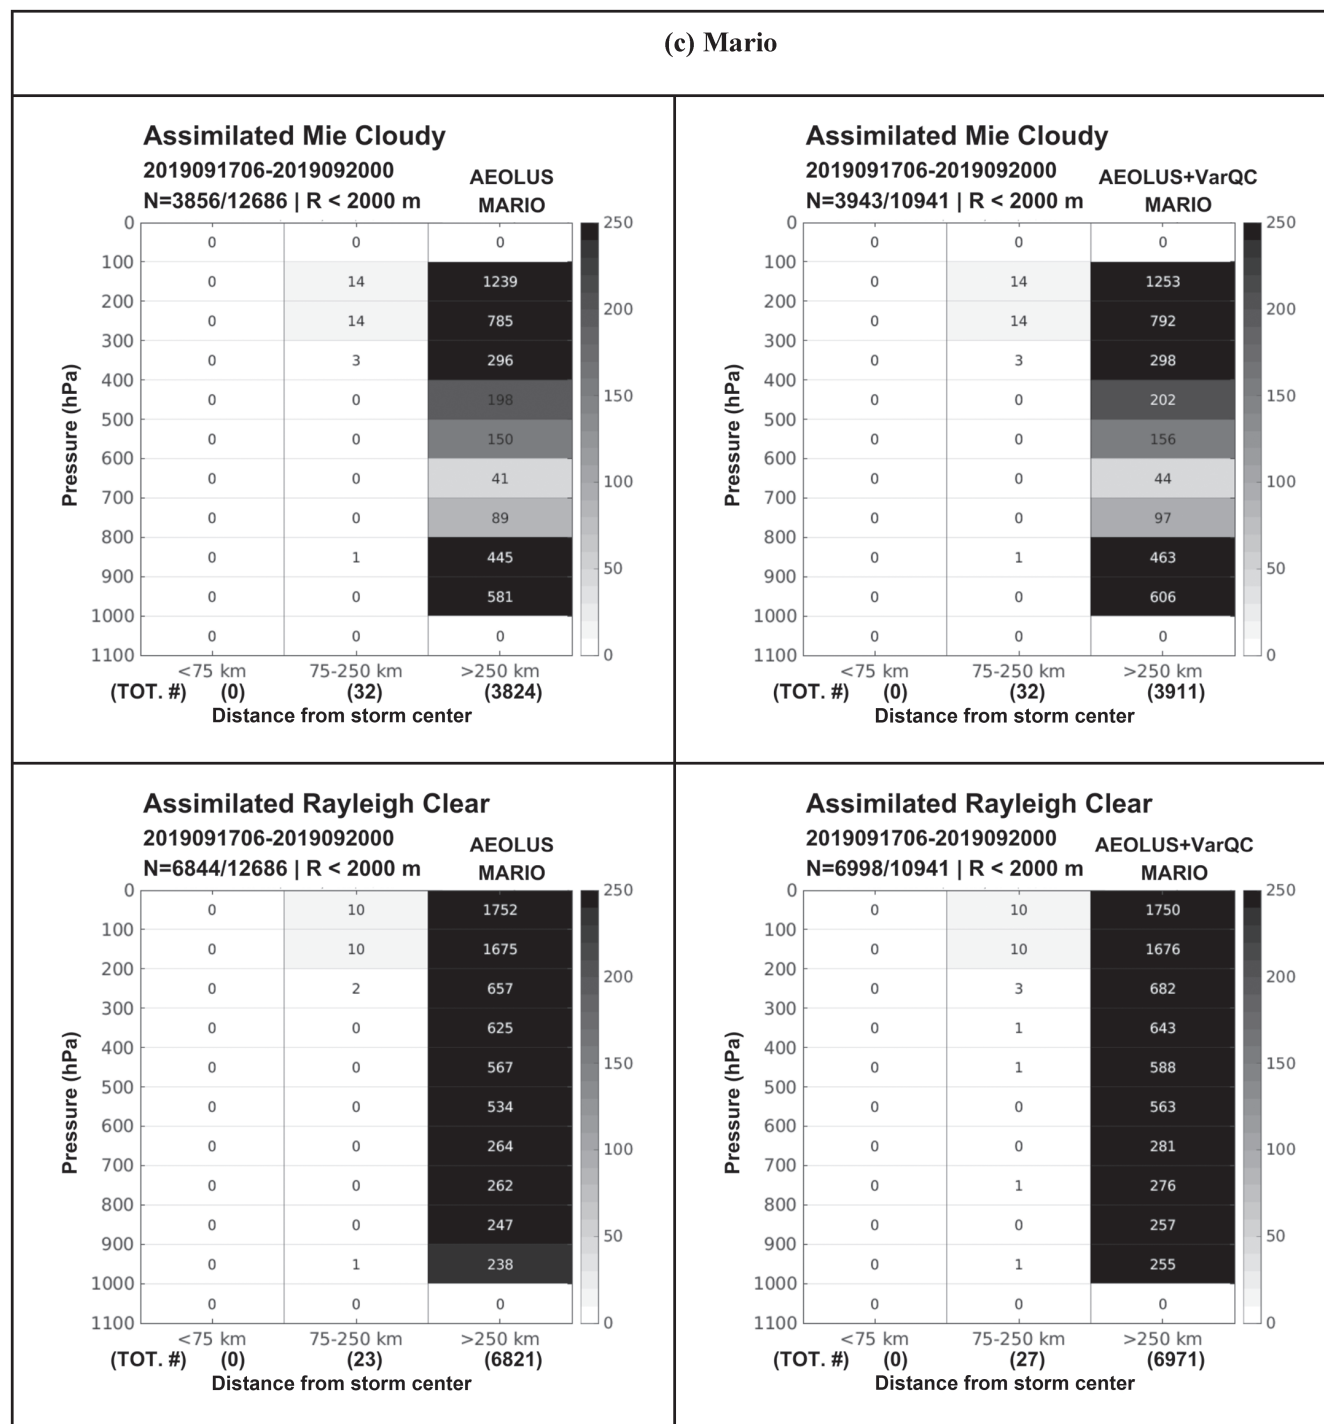 (c) Mario
Assimilated Mie Cloudy
2019091706-2019092000
N=3856/12686 | R < 2000 m
AEOLUS
MARIO
0 0 0 0 250
100 0 14 1239
200 0 14 785 200
300 0 3 296
400 0 0 198 150
500 0 0 150
600 0 0 41 100
700 0 0 89
800 0 1 445 50
900 0 0 581
1000 0 0 0
1100 0
Pressure (hPa)
<75 km 75-250 km >250 km
(TOT. #) (0) (32) (3824)
Distance from storm center
Assimilated Mie Cloudy
2019091706-2019092000
N=3943/10941 | R < 2000 m
AEOLUS+VarQC
MARIO
0 0 0 0 250
100 0 14 1253
200 0 14 792 200
300 0 3 298
400 0 0 202 150
500 0 0 156
600 0 0 44 100
700 0 0 97
800 0 1 463 50
900 0 0 606
1000 0 0 0
1100 0
Pressure (hPa)
<75 km 75-250 km >250 km
(TOT. #) (0) (32) (3911)
Distance from storm center
Assimilated Rayleigh Clear
2019091706-2019092000
N=6844/12686 | R < 2000 m
AEOLUS
MARIO
0 0 10 1752 250
100 0 10 1675
200 0 2 657 200
300 0 0 625
400 0 0 567 150
500 0 0 534
600 0 0 264 100
700 0 0 262
800 0 0 247 50
900 0 1 238
1000 0 0 0
1100 0
Pressure (hPa)
<75 km 75-250 km >250 km
(TOT. #) (0) (23) (6821)
Distance from storm center
Assimilated Rayleigh Clear
2019091706-2019092000
N=6998/10941 | R < 2000 m
AEOLUS+VarQC
MARIO
0 0 10 1750 250
100 0 10 1676
200 0 3 682 200
300 0 1 643
400 0 1 588 150
500 0 0 563
600 0 0 281 100
700 0 1 276
800 0 0 257 50
900 0 1 255
1000 0 0 0
1100 0
Pressure (hPa)
<75 km 75-250 km >250 km
(TOT. #) (0) (27) (6971)
Distance from storm center